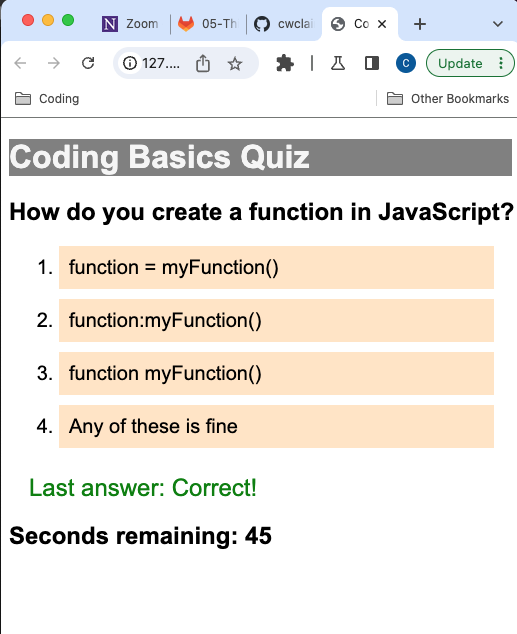 N Zoom
05-Th
cwclai
Co
127....
C
Update
Coding
Other Bookmarks
Coding Basics Quiz
How do you create a function in JavaScript?
1. function = myFunction()
2. function:myFunction()
3. function myFunction()
4. Any of these is fine
Last answer: Correct!
Seconds remaining: 45